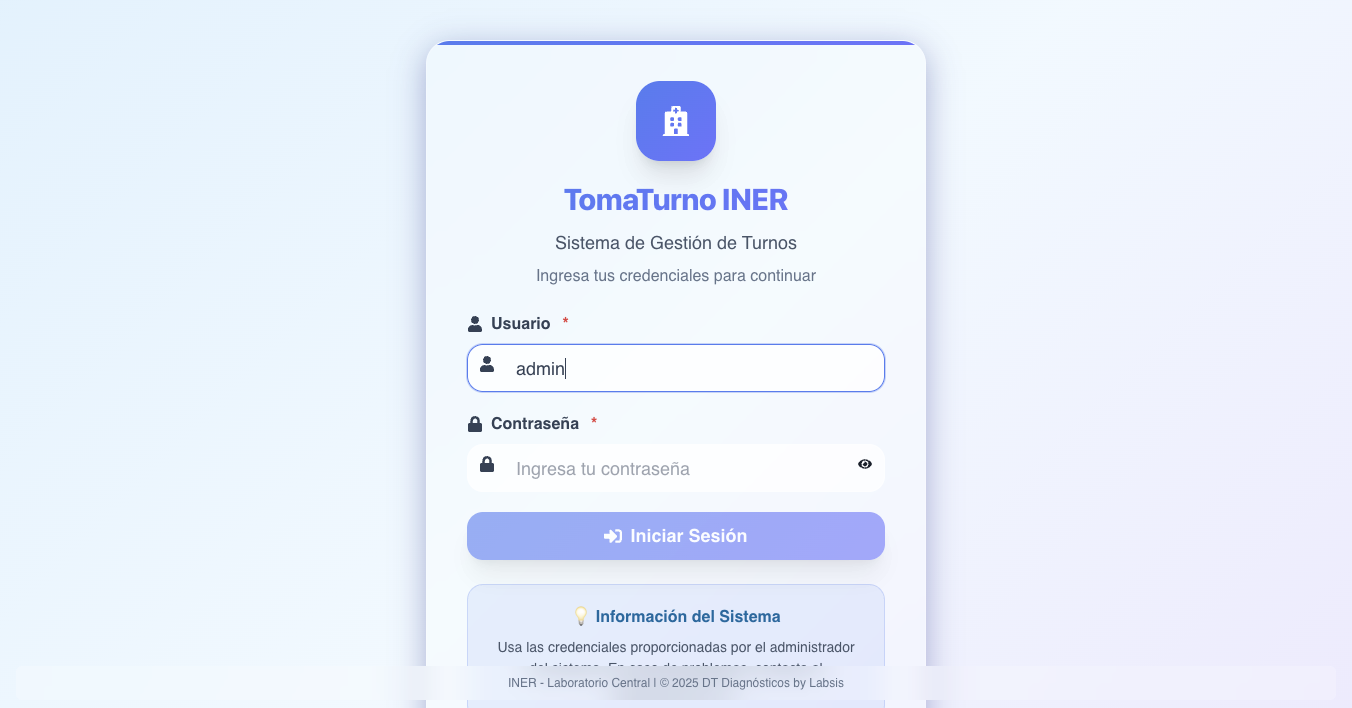 TomaTurno INER
Sistema de Gestión de Turnos
Ingresa tus credenciales para continuar
Usuario *
admin
Contraseña *
Ingresa tu contraseña
Iniciar Sesión
Información del Sistema
Usa las credenciales proporcionadas por el administrador
del sistema. En caso de problemas, contacta al
INER - Laboratorio Central | © 2025 DT Diagnósticos by Labsis